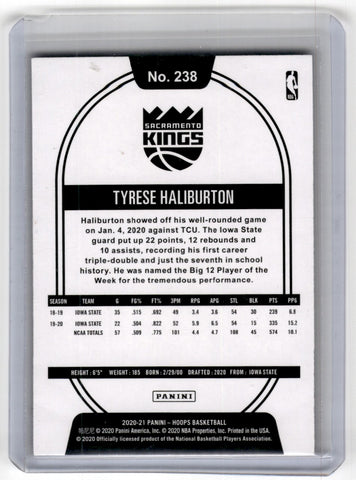 No. 238
NBA
SACRAMENTO
KINGS
TYRESE HALIBURTON
Haliburton showed off his well-rounded game
on Jan. 4, 2020 against TCU. The Iowa State
guard put up 22 points, 12 rebounds and
10 assists, recording his first career
triple-double and just the seventh in school
history. He was named the Big 12 Player of the
Week for the tremendous performance.
SEASON TEAM G FG% FT% 3PM RPG APG STL BLK PTS PPG
18-19 IOWA STATE 35 .515 .692 49 3.4 3.6 54 30 239 6.8
19-20 IOWA STATE 22 .504 .822 52 5.9 6.5 54 15 335 15.2
NCAA TOTALS 57 .509 .775 101 4.4 4.7 108 45 574 10.1
HEIGHT: 6'5" WEIGHT: 185 BORN: 2/29/00 DRAFTED: 2020 FROM: IOWA STATE
PANINI
2020-21 PANINI – HOOPS BASKETBALL
帕尼尼 © 2020 Panini America, Inc. © 2020 NBA Properties, Inc. Printed in the USA.
© 2020 Officially licensed product of the National Basketball Players Association.